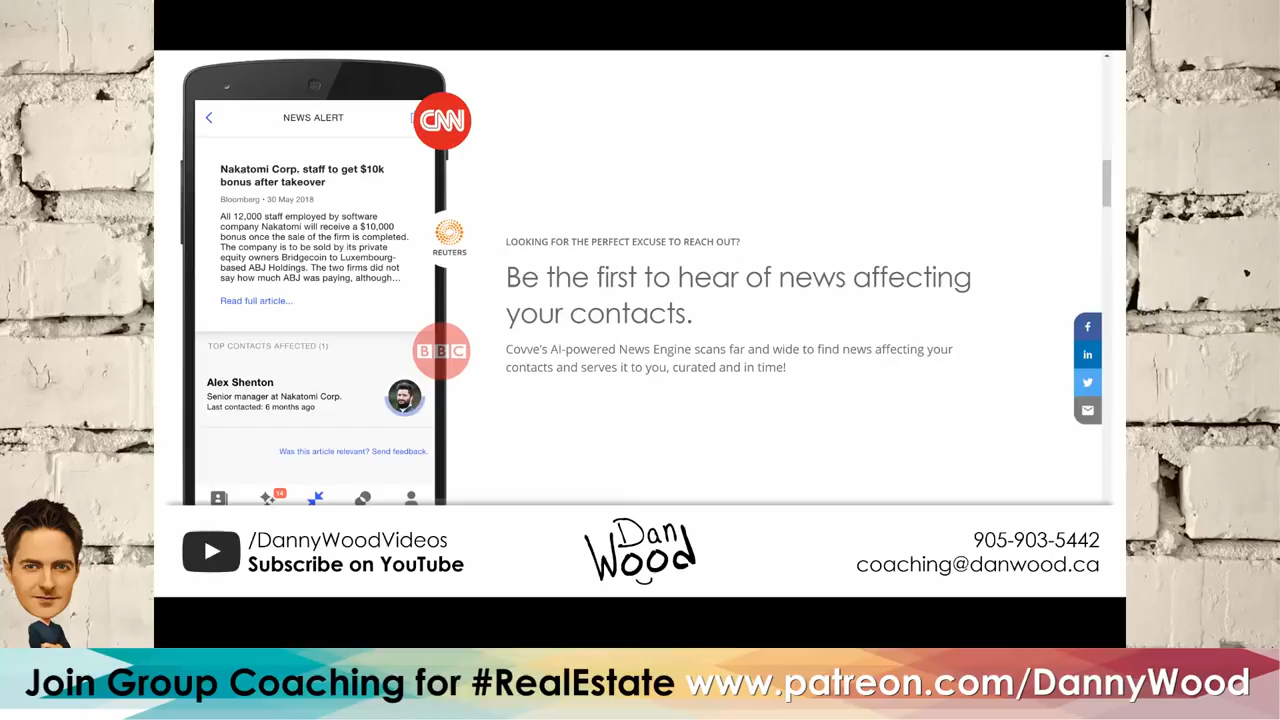 NEWS ALERT
CNN
Nakatomi Corp. staff to get $10k
bonus after takeover
Bloomberg • 30 May 2018
All 12,000 staff employed by software
company Nakatomi will receive a $10,000
bonus once the sale of the firm is completed.
The company is to be sold by its private
equity owners Bridgecoin to Luxembourg-
based ABJ Holdings. The two firms did not
say how much ABJ was paying, although...
Read full article...
REUTERS
TOP CONTACTS AFFECTED (1)
BBC
Alex Shenton
Senior manager at Nakatomi Corp.
Last contacted: 6 months ago
Was this article relevant? Send feedback.
14
LOOKING FOR THE PERFECT EXCUSE TO REACH OUT?
Be the first to hear of news affecting
your contacts.
Covve's AI-powered News Engine scans far and wide to find news affecting your
contacts and serves it to you, curated and in time!
f
in
/DannyWoodVideos
Subscribe on YouTube
Dan
Wood
905-903-5442
coaching@danwood.ca
Join Group Coaching for #RealEstate www.patreon.com/DannyWood